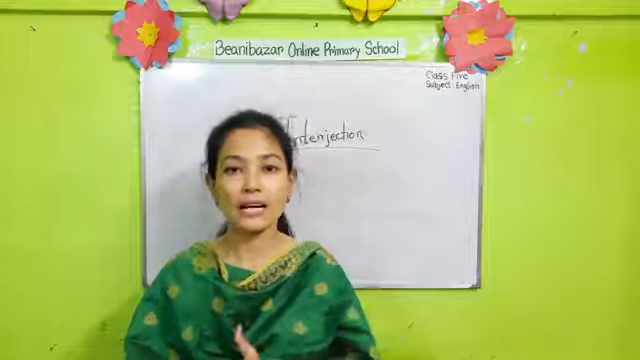 Beanibazar Online Primary School
Class Five
Subject: English
Interjection